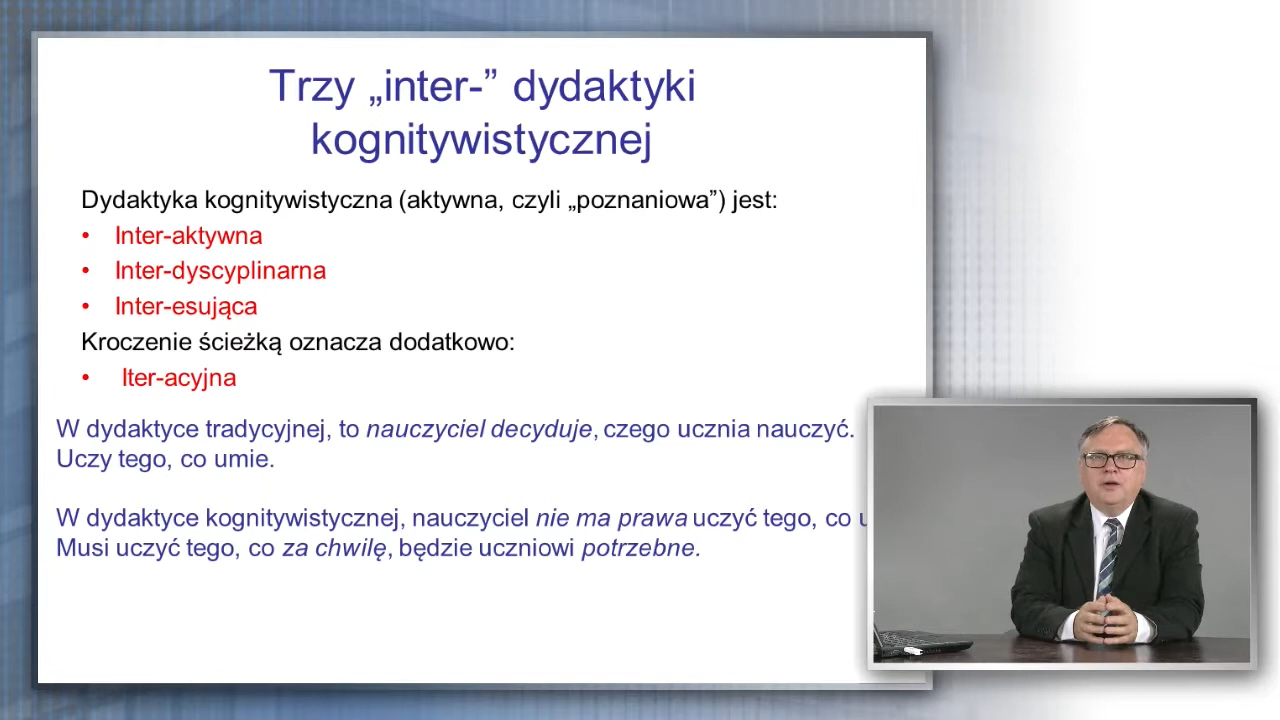 Trzy „inter-” dydaktyki
kognitywistycznej
Dydaktyka kognitywistyczna (aktywna, czyli „poznaniowa”) jest:
• Inter-aktywna
• Inter-dyscyplinarna
• Inter-esująca
Kroczenie ścieżką oznacza dodatkowo:
• Iter-acyjna
W dydaktyce tradycyjnej, to nauczyciel decyduje, czego ucznia nauczyć.
Uczy tego, co umie.
W dydaktyce kognitywistycznej, nauczyciel nie ma prawa uczyć tego, co
Musi uczyć tego, co za chwilę, będzie uczniowi potrzebne.